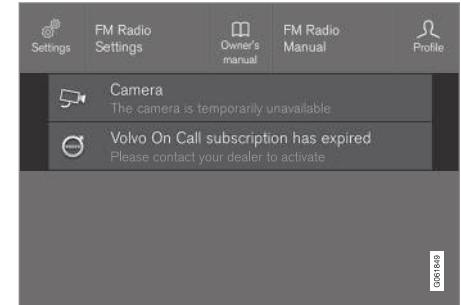 FM Radio
Settings
Settings
Owner's
manual
FM Radio
Manual
Profile
Camera
The camera is temporarily unavailable
Volvo On Call subscription has expired
Please contact your dealer to activate
G061849